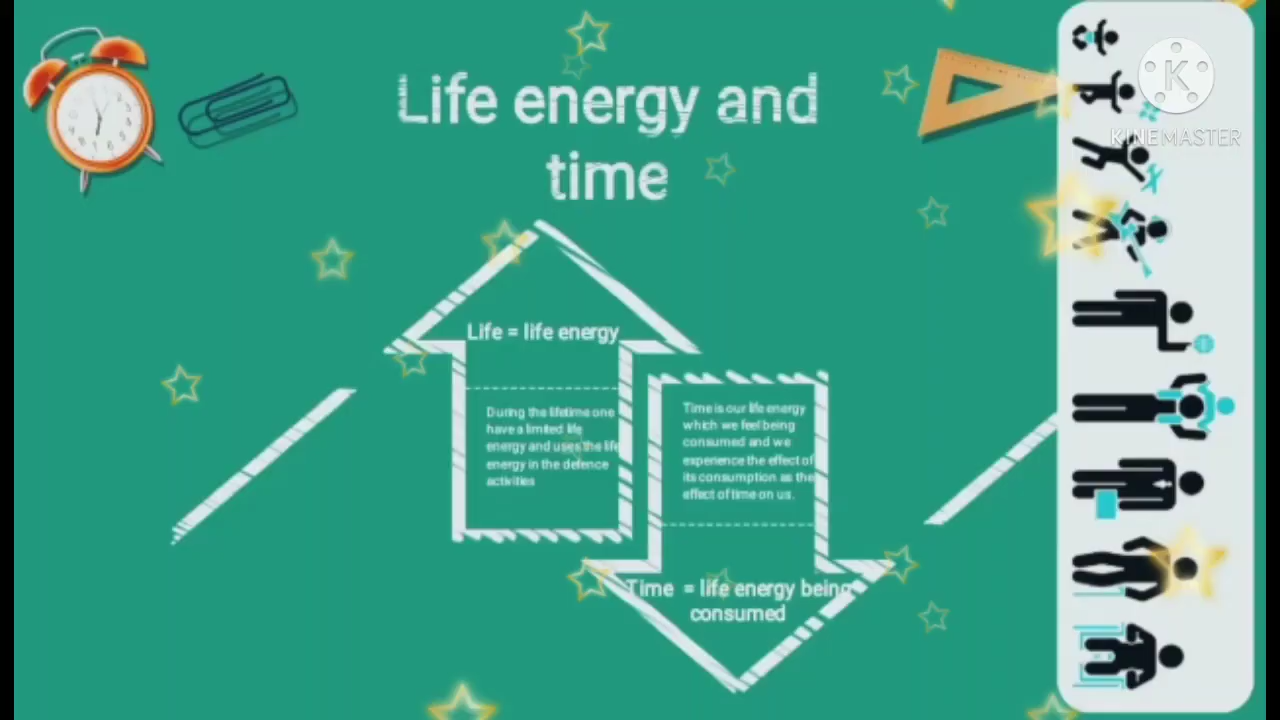 Life energy and
time
Life = life energy
During the lifetime one
have a limited life
energy and uses the life
energy in the defence
activities
Time is our life energy
which we feel being
consumed and we
experience the effect of
its consumption as the
effect of time on us.
Time = life energy being
consumed
K
KINEMASTER